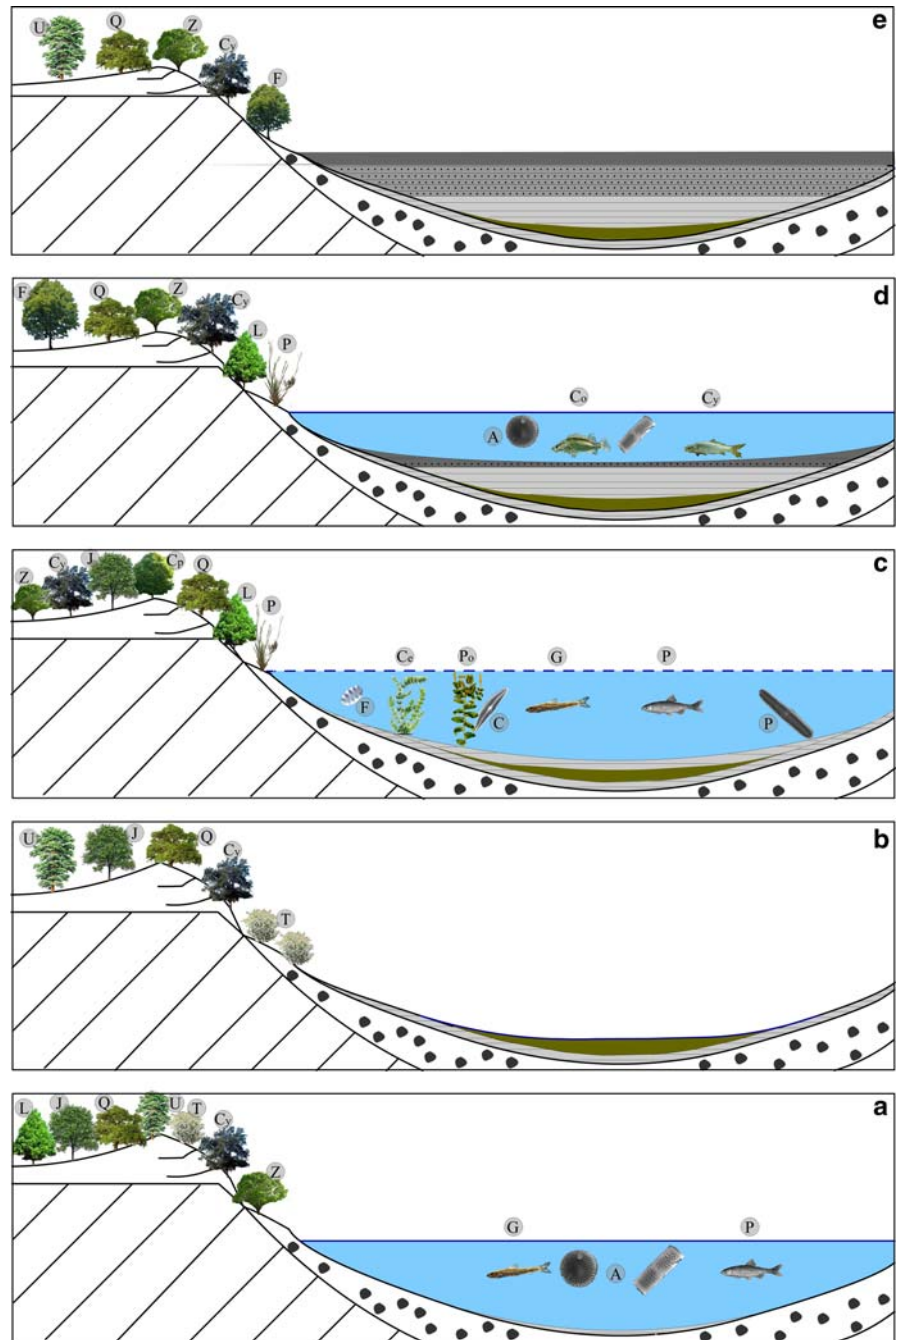 e
U Q Z Cy F
d
F Q Z Cy L P
Co Cy
A
c
Z Cy J Cp Q L P
Ce Po G P
F C P
b
U J Q Cy T
a
L J Q U T Cy Z
G P
A